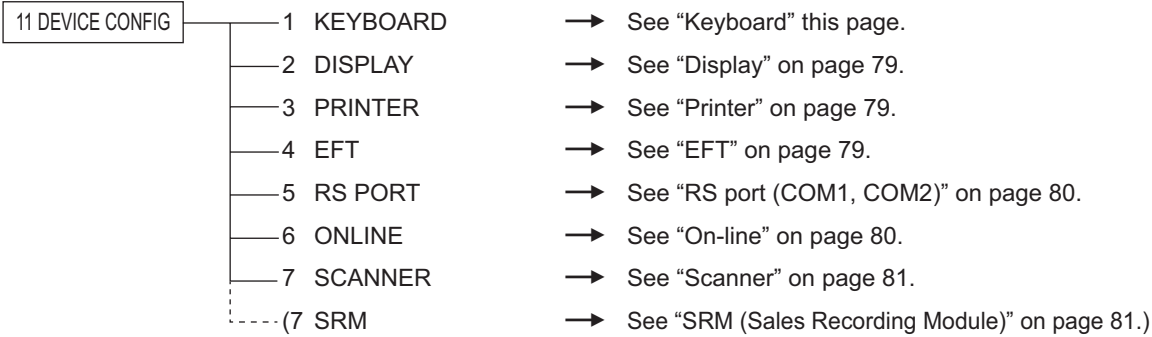 11 DEVICE CONFIG 1 KEYBOARD See “Keyboard” this page.
2 DISPLAY See “Display” on page 79.
3 PRINTER See “Printer” on page 79.
4 EFT See “EFT” on page 79.
5 RS PORT See “RS port (COM1, COM2)” on page 80.
6 ONLINE See “On-line” on page 80.
7 SCANNER See “Scanner” on page 81.
(7 SRM See “SRM (Sales Recording Module)” on page 81.)